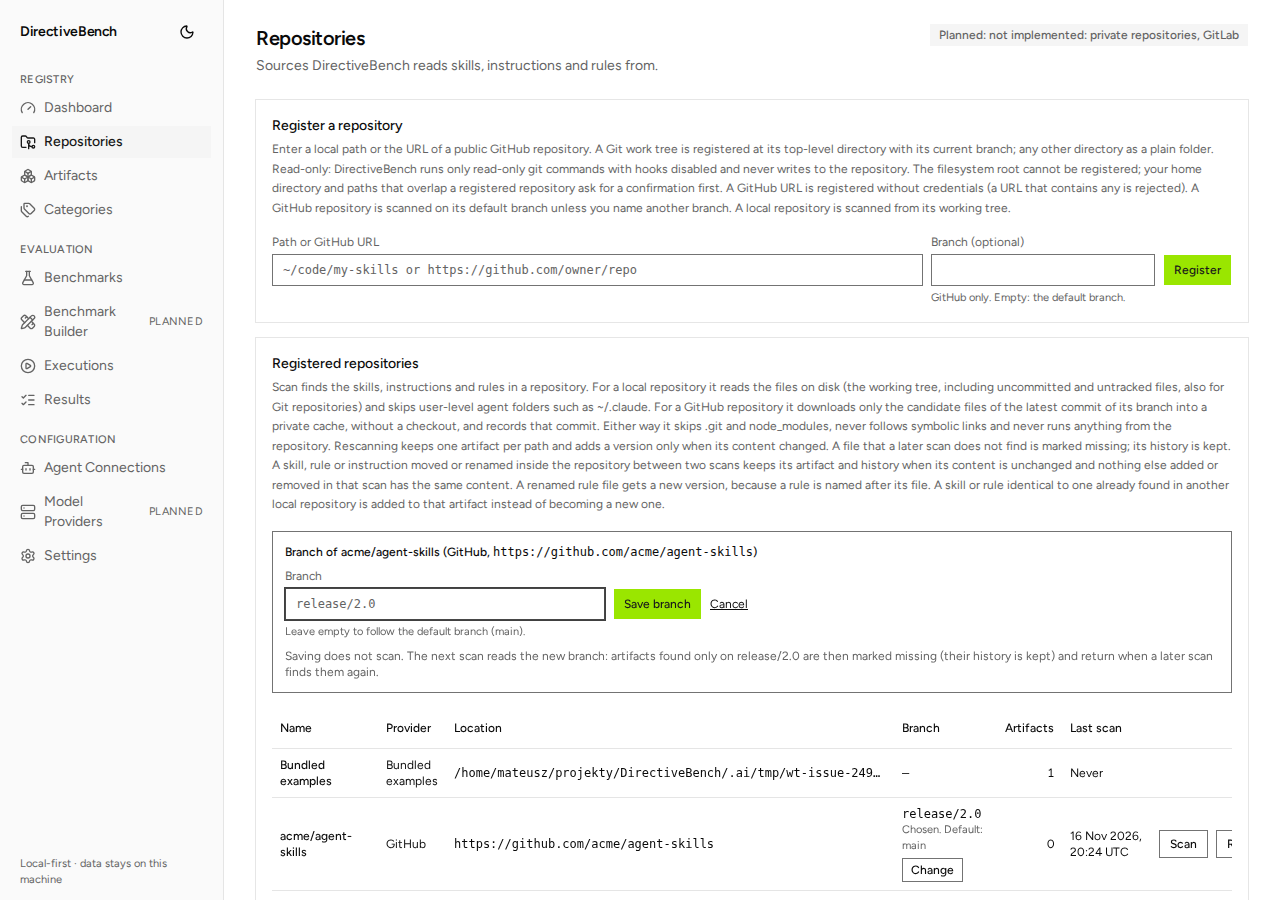 DirectiveBench
REGISTRY
Dashboard
Repositories
Artifacts
Categories
EVALUATION
Benchmarks
Benchmark
Builder
PLANNED
Executions
Results
CONFIGURATION
Agent Connections
Model
Providers
PLANNED
Settings
Local-first · data stays on this
machine
Repositories
Planned: not implemented: private repositories, GitLab
Sources DirectiveBench reads skills, instructions and rules from.
Register a repository
Enter a local path or the URL of a public GitHub repository. A Git work tree is registered at its top-level directory with its current branch; any other directory as a plain folder.
Read-only: DirectiveBench runs only read-only git commands with hooks disabled and never writes to the repository. The filesystem root cannot be registered; your home
directory and paths that overlap a registered repository ask for a confirmation first. A GitHub URL is registered without credentials (a URL that contains any is rejected). A
GitHub repository is scanned on its default branch unless you name another branch. A local repository is scanned from its working tree.
Path or GitHub URL
Branch (optional)
~/code/my-skills or https://github.com/owner/repo
Register
GitHub only. Empty: the default branch.
Registered repositories
Scan finds the skills, instructions and rules in a repository. For a local repository it reads the files on disk (the working tree, including uncommitted and untracked files, also for
Git repositories) and skips user-level agent folders such as ~/.claude. For a GitHub repository it downloads only the candidate files of the latest commit of its branch into a
private cache, without a checkout, and records that commit. Either way it skips .git and node_modules, never follows symbolic links and never runs anything from the
repository. Rescanning keeps one artifact per path and adds a version only when its content changed. A file that a later scan does not find is marked missing; its history is kept.
A skill, rule or instruction moved or renamed inside the repository between two scans keeps its artifact and history when its content is unchanged and nothing else added or
removed in that scan has the same content. A renamed rule file gets a new version, because a rule is named after its file. A skill or rule identical to one already found in another
local repository is added to that artifact instead of becoming a new one.
Branch of acme/agent-skills (GitHub, https://github.com/acme/agent-skills)
Branch
release/2.0
Save branch
Cancel
Leave empty to follow the default branch (main).
Saving does not scan. The next scan reads the new branch: artifacts found only on release/2.0 are then marked missing (their history is kept) and return when a later scan
finds them again.
Name Provider Location Branch Artifacts Last scan
Bundled
examples
Bundled
examples
/home/mateusz/projekty/DirectiveBench/.ai/tmp/wt-issue-249…
–
1
Never
acme/agent-
skills
GitHub
https://github.com/acme/agent-skills
release/2.0
Chosen. Default:
main
Change
0
16 Nov 2026,
20:24 UTC
Scan